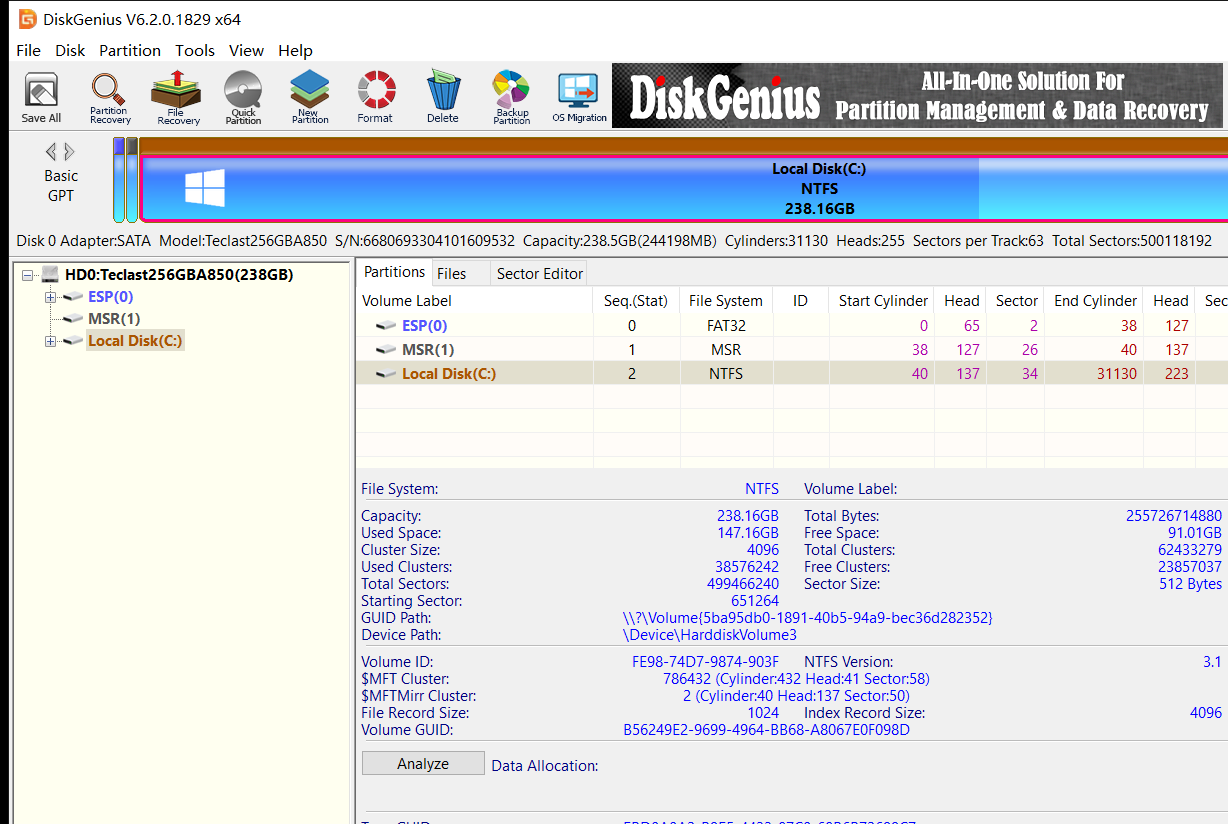 DiskGenius V6.2.0.1829 x64
File Disk Partition Tools View Help
Save All
Partition Recovery
File Recovery
Quick Partition
New Partition
Format
Delete
Backup Partition
OS Migration
DiskGenius
All-In-One Solution For
Partition Management & Data Recovery
Basic
GPT
Local Disk(C:)
NTFS
238.16GB
Disk 0 Adapter:SATA Model:Teclast256GBA850 S/N:6680693304101609532 Capacity:238.5GB(244198MB) Cylinders:31130 Heads:255 Sectors per Track:63 Total Sectors:500118192
HD0:Teclast256GBA850(238GB)
ESP(0)
MSR(1)
Local Disk(C:)
Partitions Files Sector Editor
Volume Label Seq.(Stat) File System ID Start Cylinder Head Sector End Cylinder Head Sec
ESP(0) 0 FAT32 0 65 2 38 127
MSR(1) 1 MSR 38 127 26 40 137
Local Disk(C:) 2 NTFS 40 137 34 31130 223
File System: NTFS Volume Label:
Capacity: 238.16GB Total Bytes: 255726714880
Used Space: 147.16GB Free Space: 91.01GB
Cluster Size: 4096 Total Clusters: 62433279
Used Clusters: 38576242 Free Clusters: 23857037
Total Sectors: 499466240 Sector Size: 512 Bytes
Starting Sector: 651264
GUID Path: \\?\Volume{5ba95db0-1891-40b5-94a9-bec36d282352}
Device Path: \Device\HarddiskVolume3
Volume ID: FE98-74D7-9874-903F NTFS Version: 3.1
$MFT Cluster: 786432 (Cylinder:432 Head:41 Sector:58)
$MFTMirr Cluster: 2 (Cylinder:40 Head:137 Sector:50)
File Record Size: 1024 Index Record Size: 4096
Volume GUID: B56249E2-9699-4964-BB68-A8067E0F098D
Analyze Data Allocation: